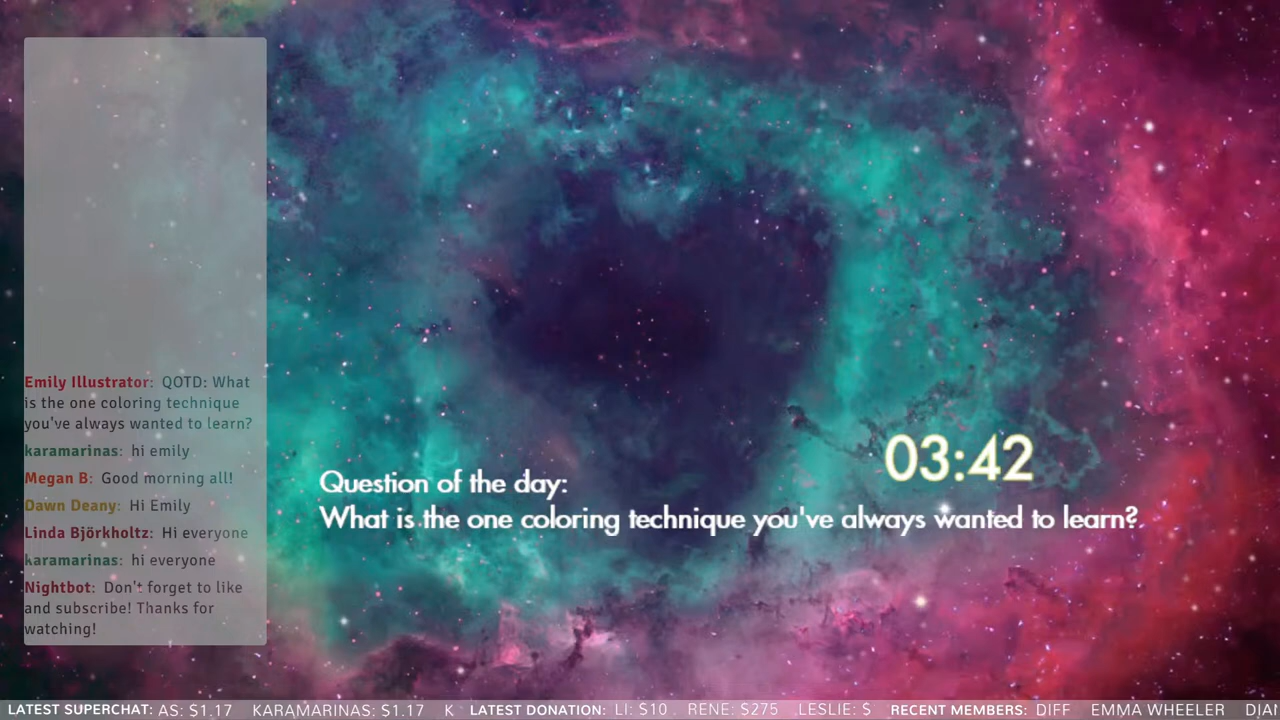 Emily Illustrator: QOTD: What
is the one coloring technique
you've always wanted to learn?
karamarinas: hi emily
Megan B: Good morning all!
Dawn Deany: Hi Emily
Linda Björkholtz: Hi everyone
karamarinas: hi everyone
Nightbot: Don't forget to like
and subscribe! Thanks for
watching!
03:42
Question of the day:
What is the one coloring technique you've always wanted to learn?
LATEST SUPERCHAT: AS: $1.17 KARAMARINAS: $1.17 K LATEST DONATION: LI: $10 RENE: $275 LESLIE: $ RECENT MEMBERS: DIFF EMMA WHEELER